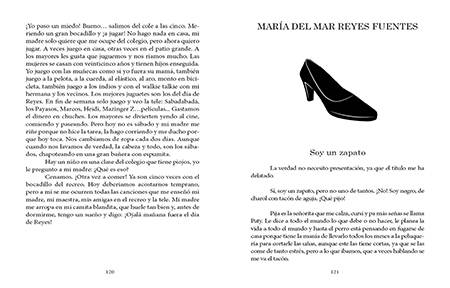 ¡Yo paso un miedo! Bueno... salimos del cole a las cinco. Me-
riendo un gran bocadillo y ¡a jugar! No hago nada en casa, mi
madre solo quiere que me ocupe del colegio, pero ahora quiero
jugar. A veces juego en casa, otras veces en el patio grande. A
los mayores les gusta que juguemos y nos riamos mucho. Las
mujeres se casan con veinticinco años y tienen hijos enseguida.
Yo juego con las muñecas como si yo fuera su mamá, también
juego a la pelota, a la cuerda, al elástico, al aro, monto en bici-
cleta, también juego a los indios y con el walkie talkie con mi
hermana y los vecinos. Los mejores juguetes son los del día de
Reyes. En fin de semana solo juego y veo la tele: Sabadabadá,
los Payasos, Marcos, Heidi, Mazinger Z…películas... Gastamos
el dinero en chuches. Los mayores se divierten yendo al cine,
comiendo y paseando. Pero hoy no es sábado y mi madre me
riñe porque no hice la tarea, la hago corriendo y me ducho por-
que hoy toca. Nos cambiamos de ropa cada dos días. Aunque
cuando nos lavamos de verdad, la cabeza y todo, son los sába-
dos, chapoteando en una gran bañera con espumita.
Hay un niño en una clase del colegio que tiene piojos, yo
le pregunto a mi madre: ¿Qué es eso?
Cenamos. ¡Otra vez a comer! Ya son cinco veces con el
bocadillo del recreo. Hoy deberíamos acostarnos temprano,
pero a mí se me ocurren todas las canciones que me enseñó mi
madre, mi maestra, mis amigas en el recreo y la tele. Mi madre
me arropa en mi camita blandita, que huele tan bien y, antes de
dormirme, tengo un sueño y digo: ¡Ojalá mañana fuera el día
de Reyes!
120
MARÍA DEL MAR REYES FUENTES
Soy un zapato
La verdad no necesito presentación, ya que el título me ha
delatado.
Sí, soy un zapato, pero no uno de tantos. ¡No! Soy negro, de
charol con tacón de aguja. ¡Qué pijo!
Pija es la señorita que me calza, cursi y pa más señas se llama
Paty. Le dice a todo el mundo lo que debe o no hacer, le planea la
vida a todo el mundo y hasta el perro está pensando en fugarse de
casa porque tiene la manía de llevarlo todos los meses a la peluque-
ría para cortarle las uñas, aunque este las tiene cortas, ya que se las
come de tanto estrés, pero a lo que íbamos, que a veces hablando se
me va el tacón.
121